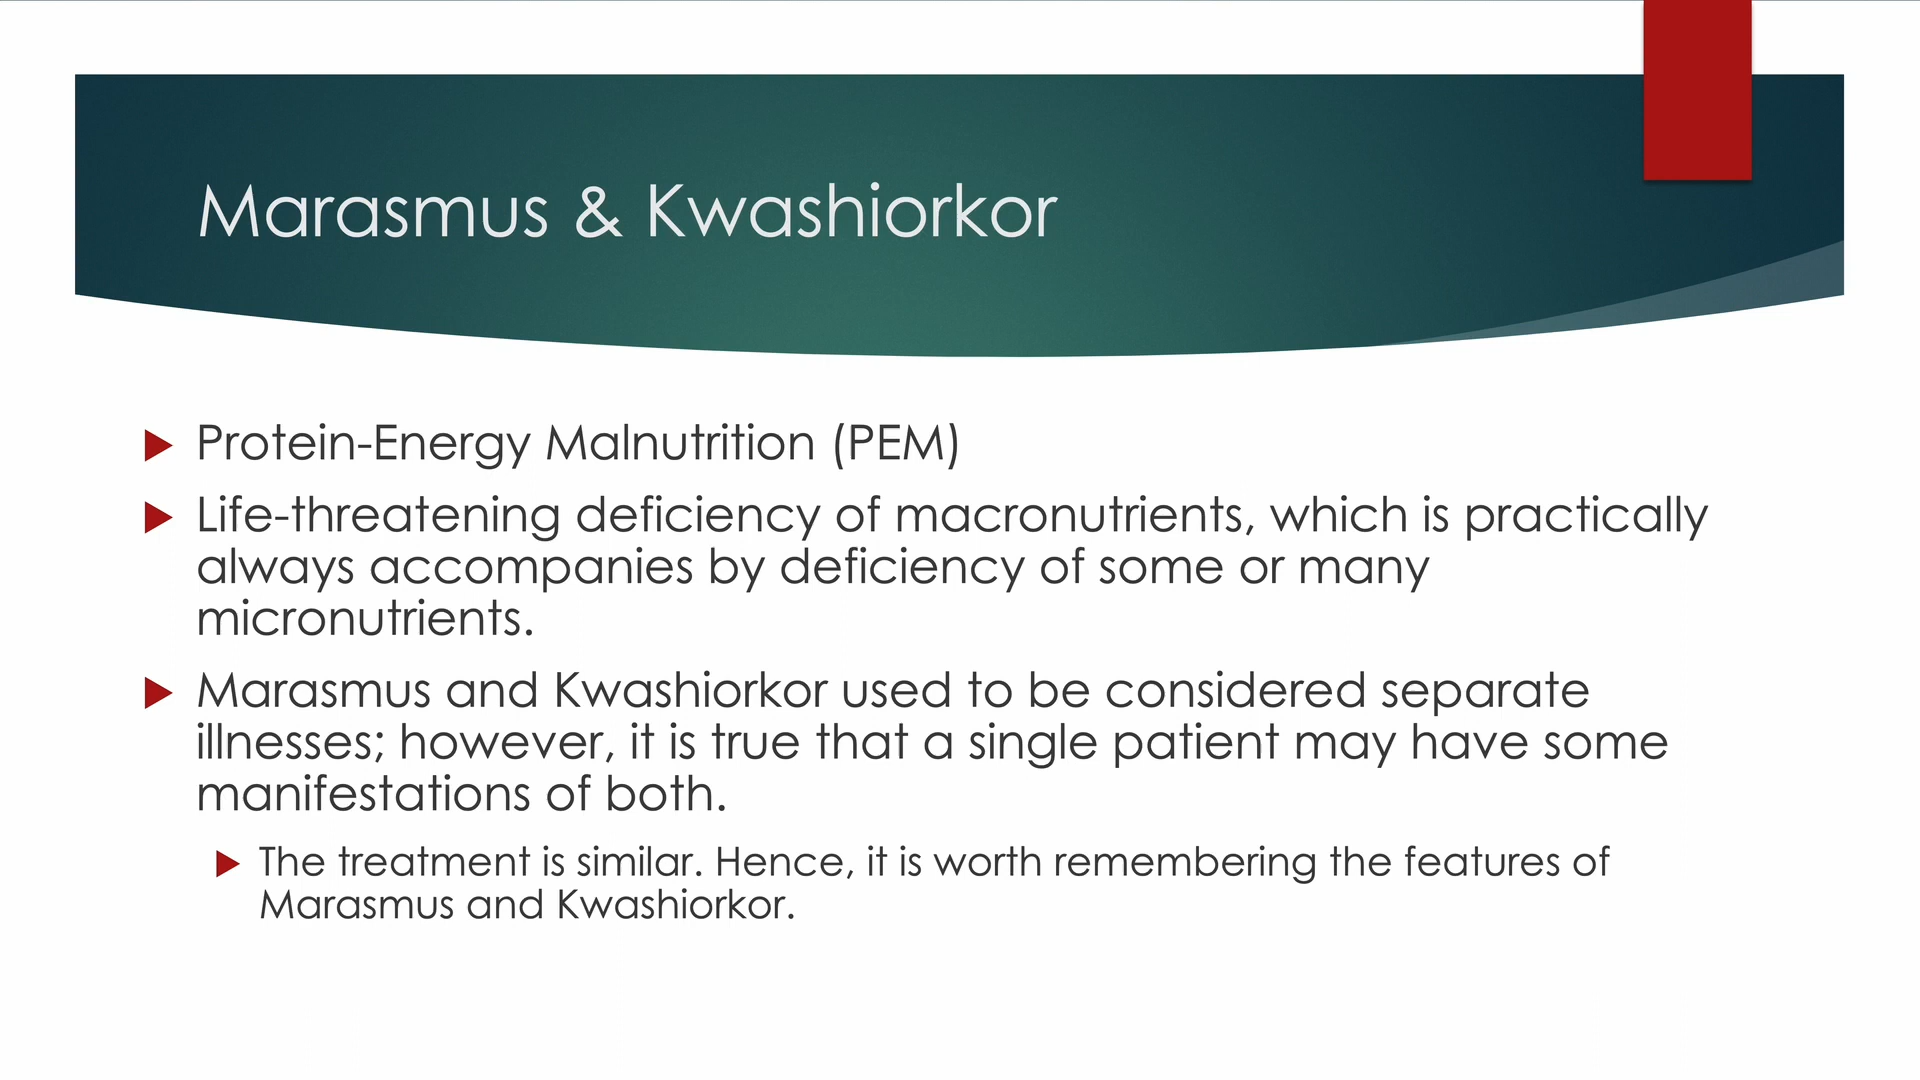 Marasmus & Kwashiorkor
Protein-Energy Malnutrition (PEM)
Life-threatening deficiency of macronutrients, which is practically
always accompanies by deficiency of some or many
micronutrients.
Marasmus and Kwashiorkor used to be considered separate
illnesses; however, it is true that a single patient may have some
manifestations of both.
The treatment is similar. Hence, it is worth remembering the features of
Marasmus and Kwashiorkor.